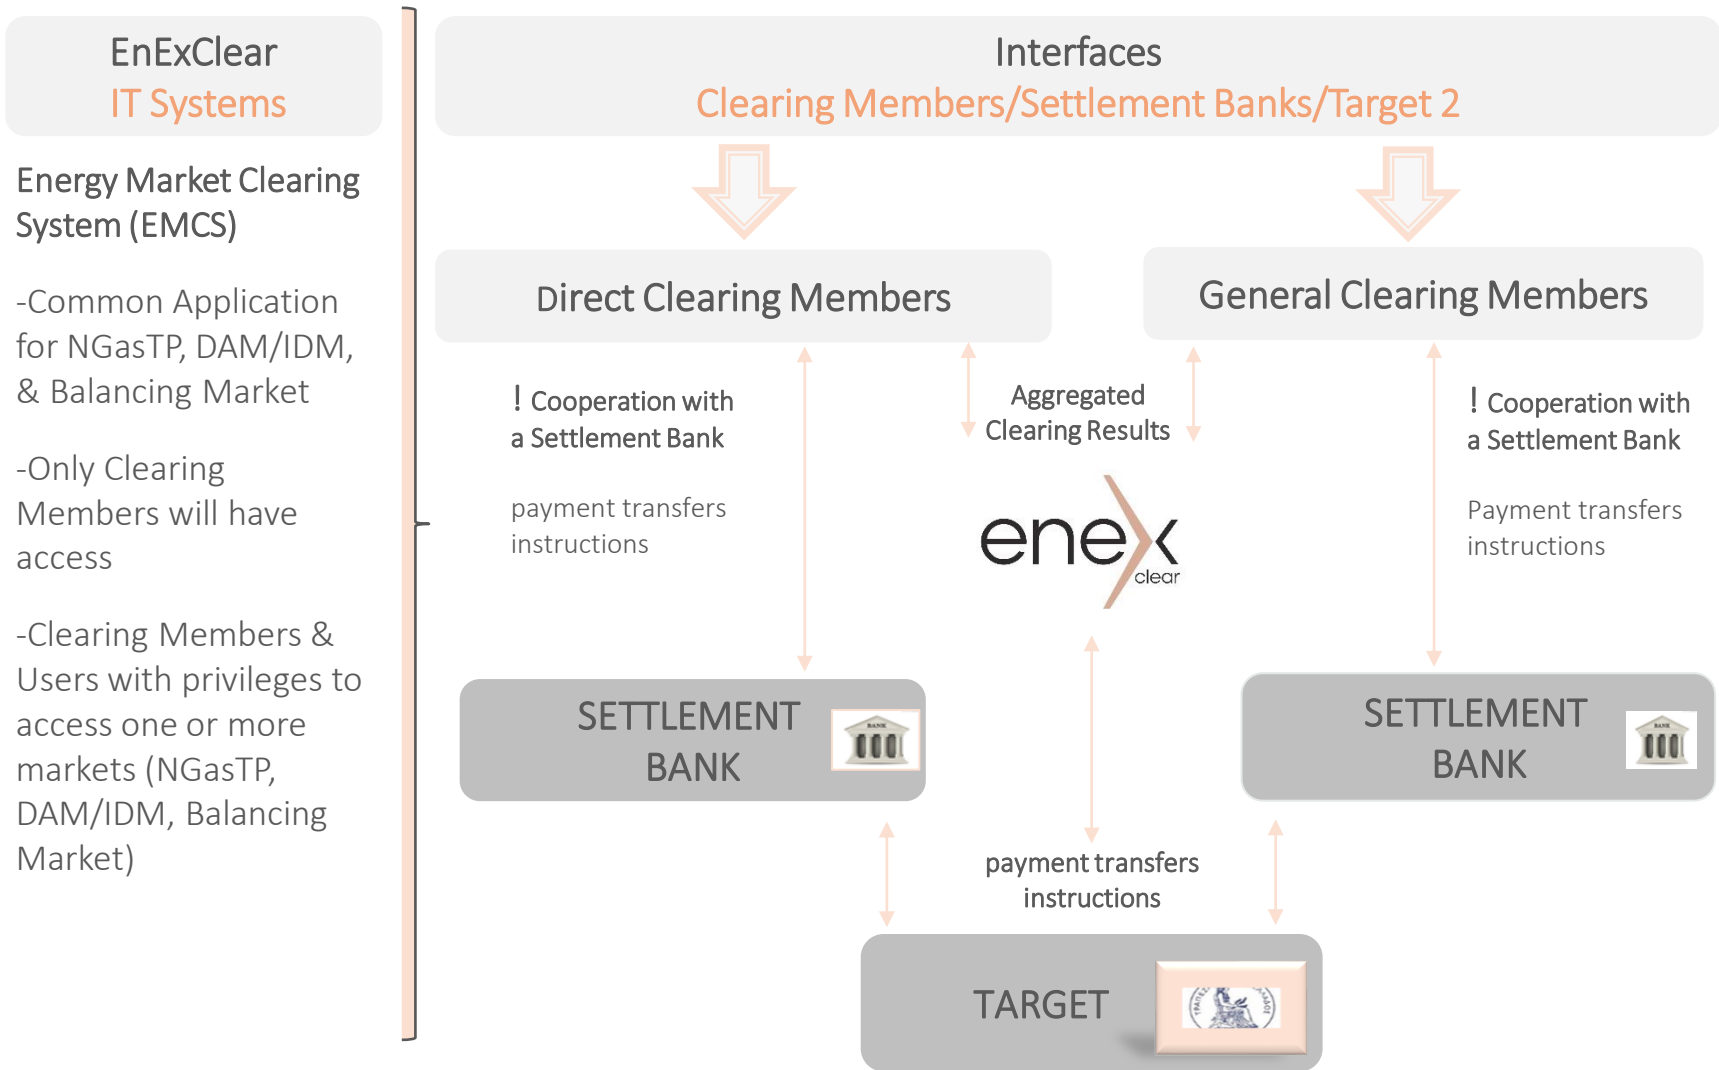 EnExClear
IT Systems
Energy Market Clearing
System (EMCS)
-Common Application
for NGasTP, DAM/IDM,
& Balancing Market
-Only Clearing
Members will have
access
-Clearing Members &
Users with privileges to
access one or more
markets (NGasTP,
DAM/IDM, Balancing
Market)
Interfaces
Clearing Members/Settlement Banks/Target 2
Direct Clearing Members
General Clearing Members
! Cooperation with
a Settlement Bank
payment transfers
instructions
Aggregated
Clearing Results
enex
clear
! Cooperation with
a Settlement Bank
Payment transfers
instructions
SETTLEMENT
BANK
BANK
SETTLEMENT
BANK
BANK
payment transfers
instructions
TARGET